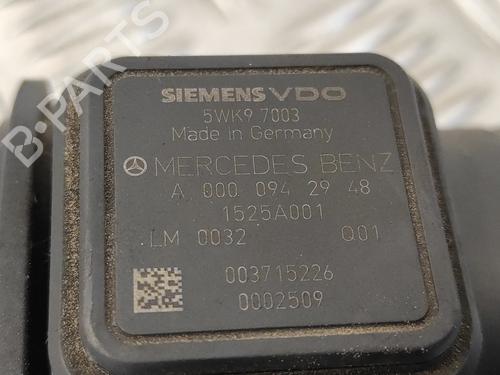 B-PARTS
SIEMENS VDO
5WK9 7003
Made in Germany
MERCEDES BENZ
A 000 094 29 48
1525A001
LM 0032 Q01
003715226
0002509